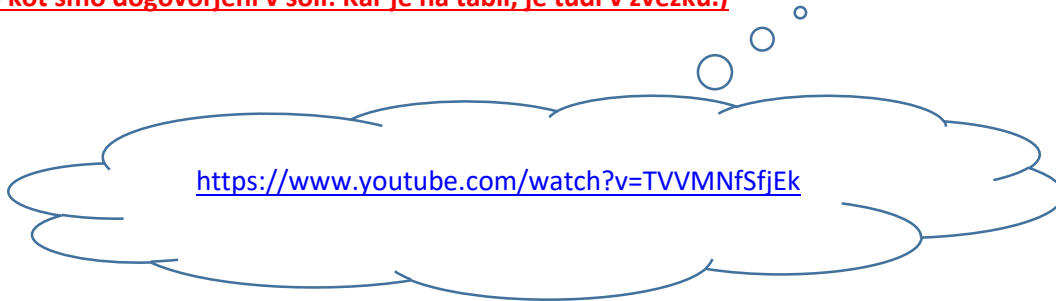 kot smo dogovorjeni v šoli: Kar je na tabli, je tudi v zvezku.)
https://www.youtube.com/watch?v=TVVMNfSfjEk